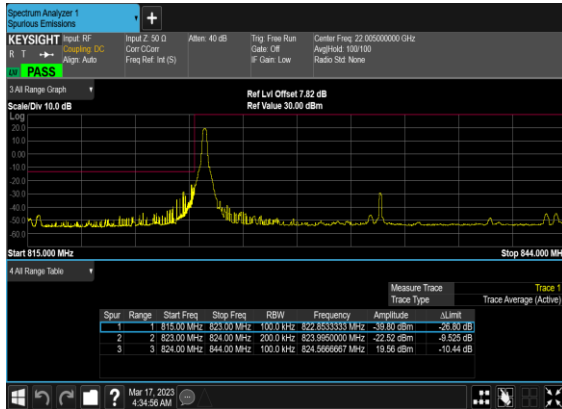 Spectrum Analyzer 1
Spurious Emissions
KEYSIGHT Input: RF
R T Coupling: DC
Align: Auto
LU PASS
Input Z: 50 Ω
Corr CCorr
Freq Ref: Int (S)
Atten: 40 dB
Trig: Free Run
Gate: Off
IF Gain: Low
Center Freq: 22.005000000 GHz
Avg|Hold: 100/100
Radio Std: None
3 All Range Graph
Scale/Div 10.0 dB
Ref Lvl Offset 7.82 dB
Ref Value 30.00 dBm
Log
20.0
10.0
0.00
-10.0
-20.0
-30.0
-40.0
-50.0
-60.0
Start 815.000 MHz Stop 844.000 MHz
4 All Range Table
Measure Trace Trace 1
Trace Type Trace Average (Active)
Spur Range Start Freq Stop Freq RBW Frequency Amplitude ΔLimit
1 1 815.00 MHz 823.00 MHz 100.0 kHz 822.8533333 MHz -39.80 dBm -26.80 dB
2 2 823.00 MHz 824.00 MHz 200.0 kHz 823.9950000 MHz -22.52 dBm -9.525 dB
3 3 824.00 MHz 844.00 MHz 100.0 kHz 824.5666667 MHz 19.56 dBm -10.44 dB
? Mar 17, 2023
4:34:56 AM